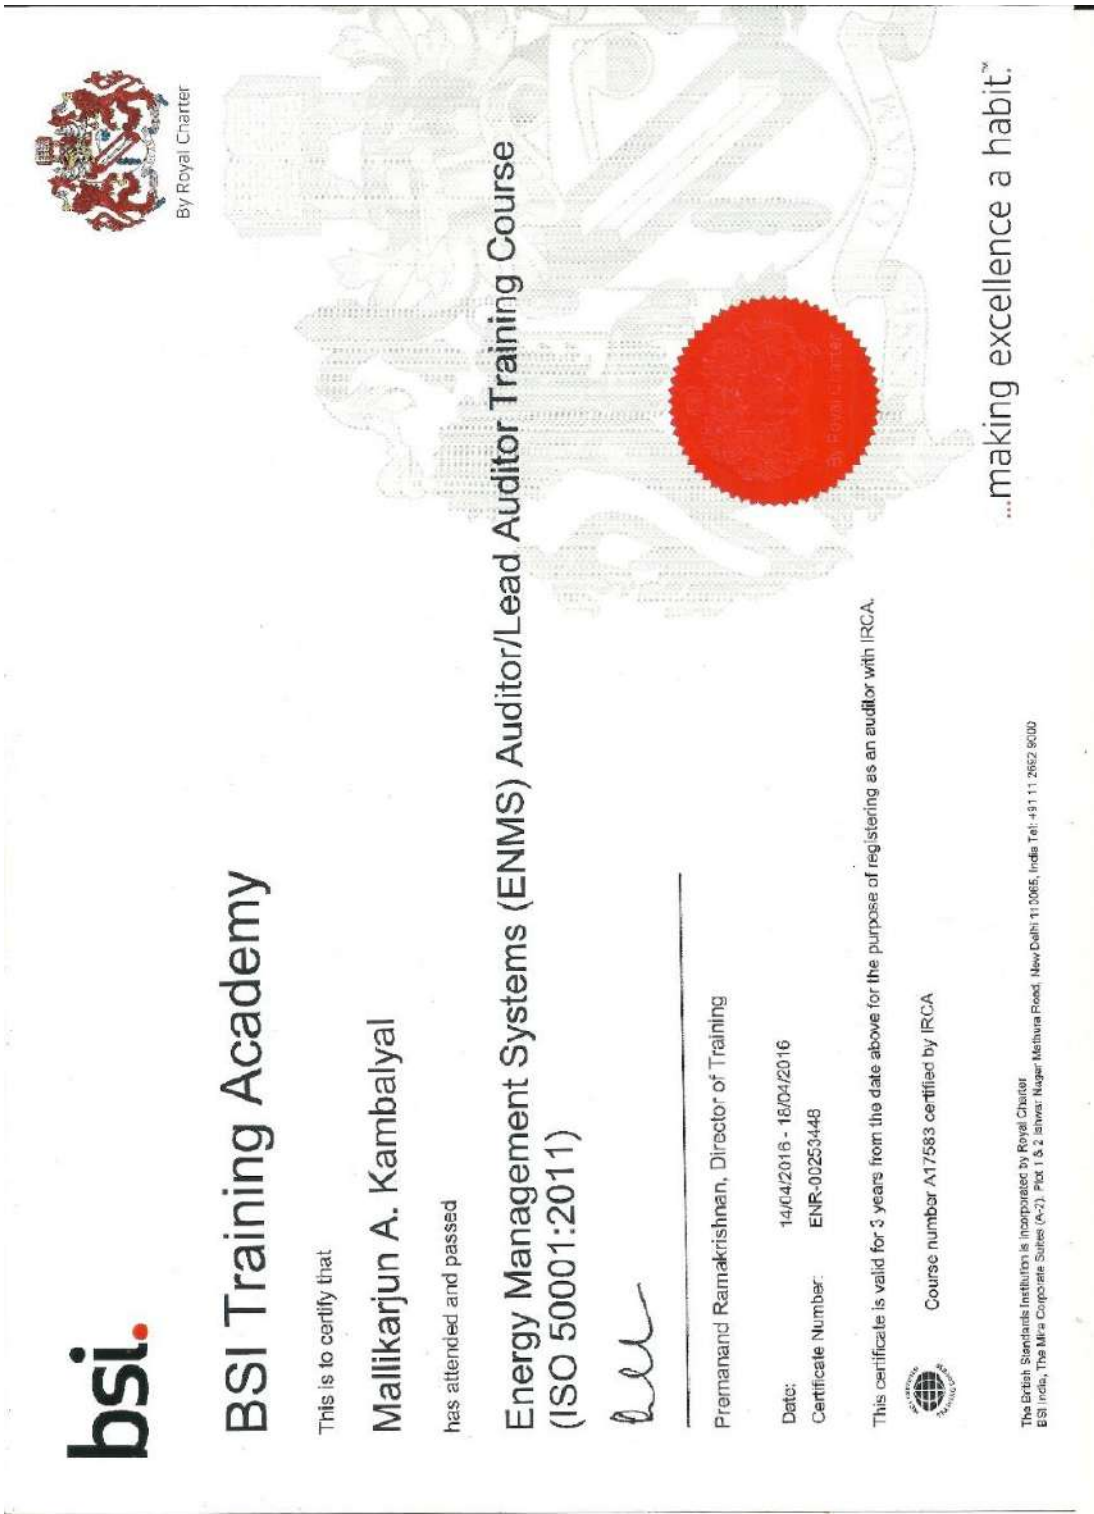 bsi.
By Royal Charter
BSI Training Academy
This is to certify that
Mallikarjun A. Kambalyal
has attended and passed
Energy Management Systems (ENMS) Auditor/Lead Auditor Training Course
(ISO 50001:2011)
Premanand Ramakrishnan, Director of Training
Date: 14/04/2016 - 18/04/2016
Certificate Number: ENR-00253448
This certificate is valid for 3 years from the date above for the purpose of registering as an auditor with IRCA.
Course number A17583 certified by IRCA
By Royal Charter
...making excellence a habit.™
The British Standards Institution is incorporated by Royal Charter
BSI India, The Mira Corporate Suites (A-2), Plot 1 & 2 Ishwar Nagar Mathura Road, New Delhi 110065, India Tel: +91 11 2692 9000